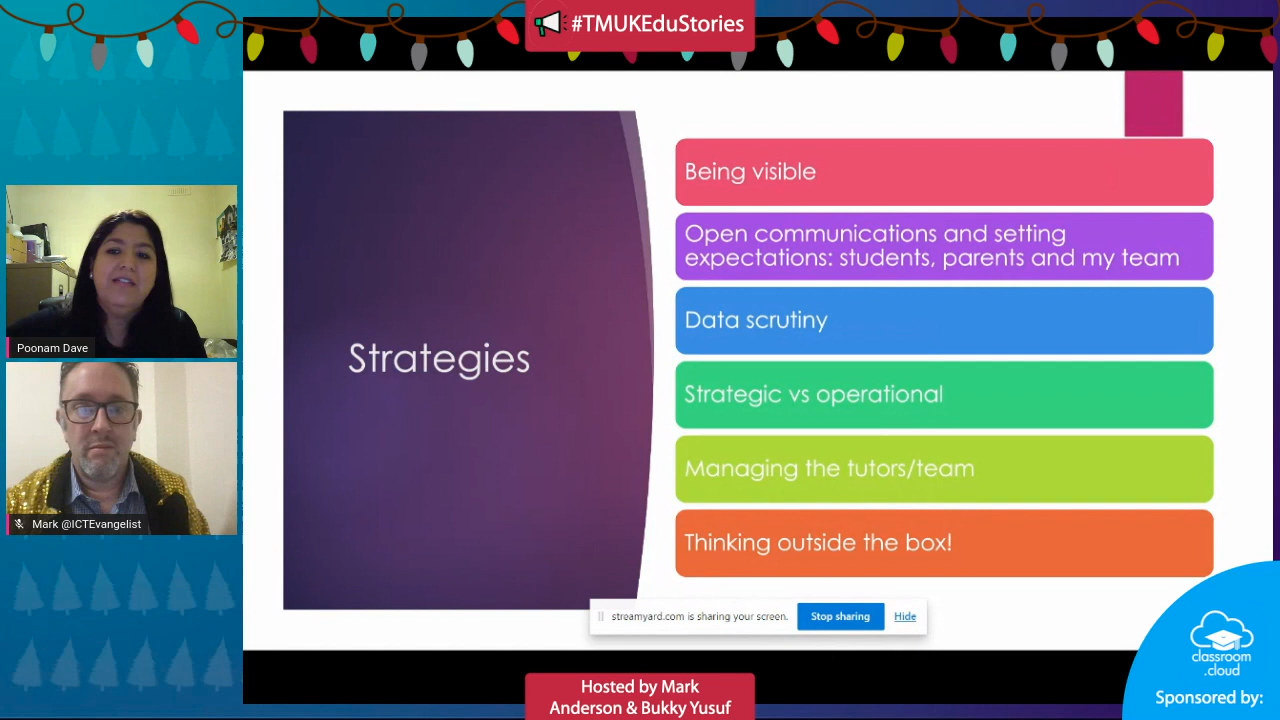 #TMUKEduStories
Poonam Dave
Mark @ICTEvangelist
Strategies
Being visible
Open communications and setting
expectations: students, parents and my team
Data scrutiny
Strategic vs operational
Managing the tutors/team
Thinking outside the box!
streamyard.com is sharing your screen.
Stop sharing
Hide
Hosted by Mark
Anderson & Bukky Yusuf
classroom
.cloud
Sponsored by: